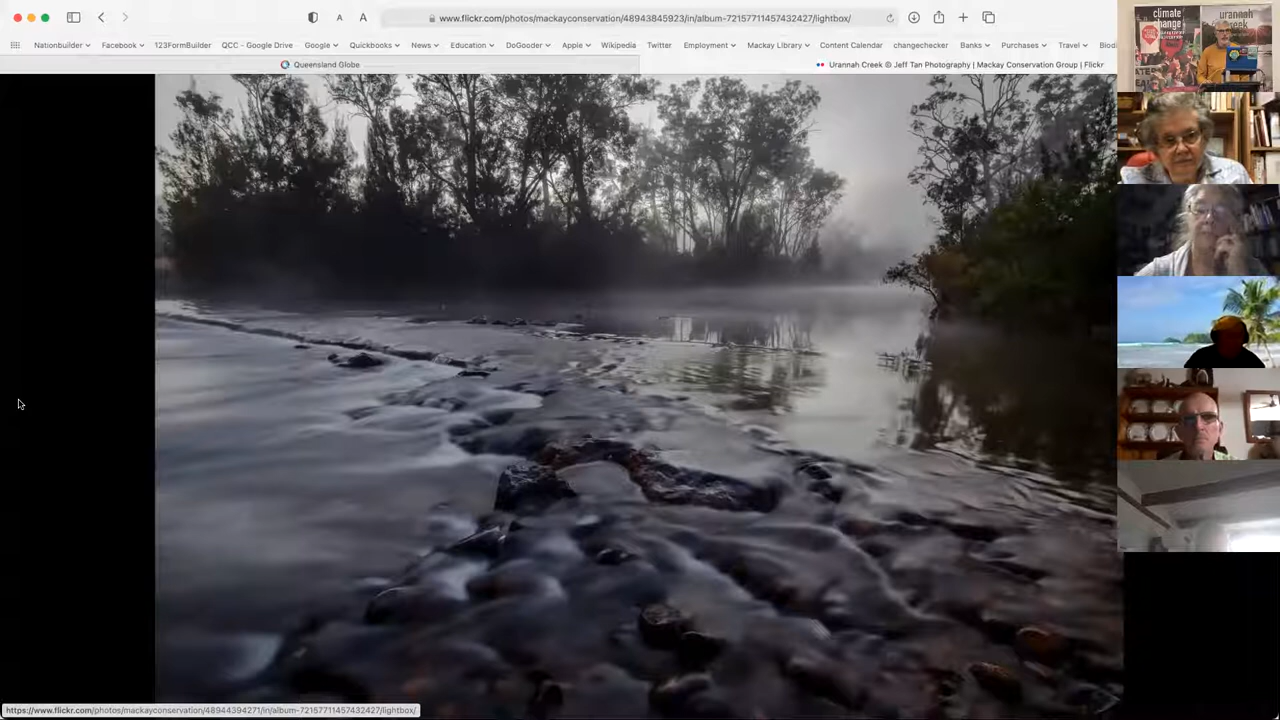 www.flickr.com/photos/mackayconservation/48943845923/in/album-72157711457432427/lightbox/
A A
Nationbuilder Facebook 123FormBuilder QCC - Google Drive Google Quickbooks News Education DoGooder Apple Wikipedia Twitter Employment Mackay Library Content Calendar changechecker Banks Purchases Travel Biod
Queensland Globe
Urannah Creek © Jeff Tan Photography | Mackay Conservation Group | Flickr
climate change
urannah
https://www.flickr.com/photos/mackayconservation/48944394271/in/album-72157711457432427/lightbox/